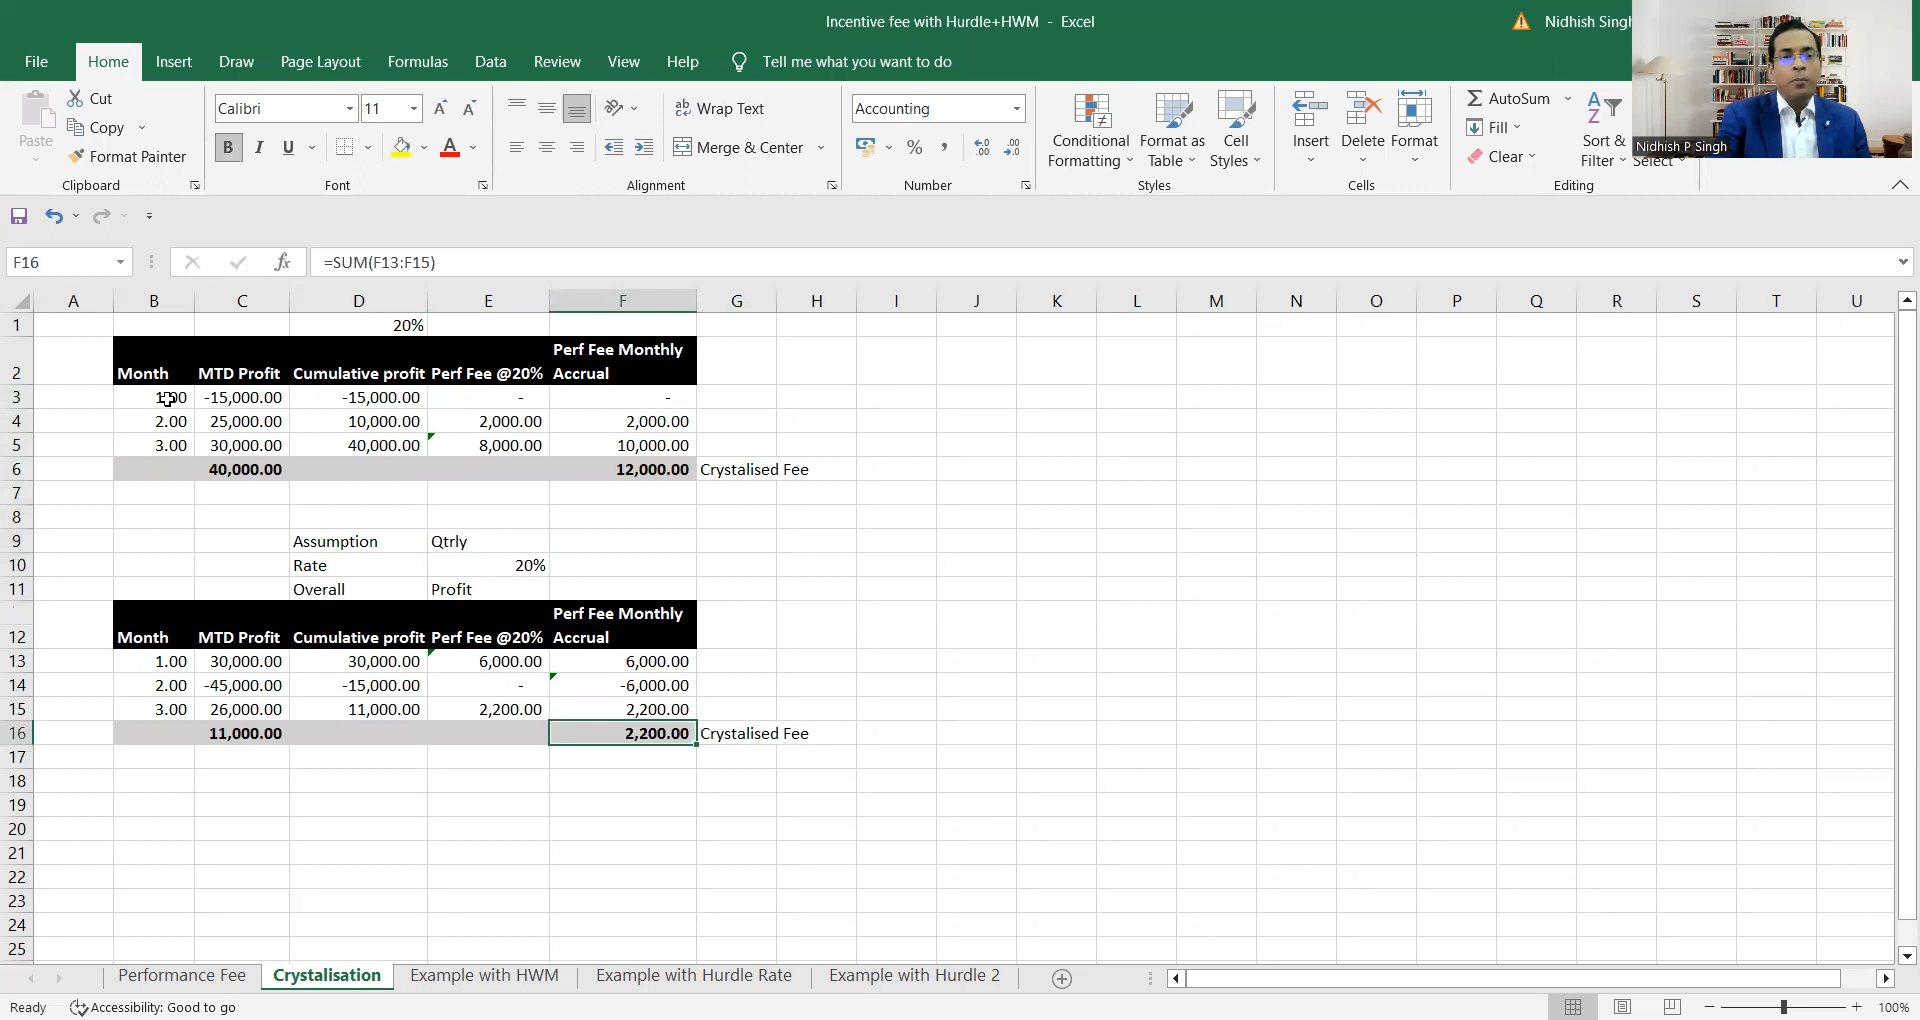 Incentive fee with Hurdle+HWM - Excel
Nidhish Singh
File Home Insert Draw Page Layout Formulas Data Review View Help Tell me what you want to do
Paste
Cut
Copy
Format Painter
Clipboard
Calibri 11
B I U
Font
Wrap Text
Merge & Center
Alignment
Accounting
Number
Conditional Formatting
Format as Table
Cell Styles
Styles
Insert Delete Format
Cells
AutoSum
Fill
Clear
Sort & Filter
Select
Editing
Nidhish P Singh
F16 fx =SUM(F13:F15)
A B C D E F G H I J K L M N O P Q R S T U
1 20%
2 Month MTD Profit Cumulative profit Perf Fee @20% Perf Fee Monthly Accrual
3 1.00 -15,000.00 -15,000.00 - -
4 2.00 25,000.00 10,000.00 2,000.00 2,000.00
5 3.00 30,000.00 40,000.00 8,000.00 10,000.00
6 40,000.00 12,000.00 Crystalised Fee
7
8
9 Assumption Qtrly
10 Rate 20%
11 Overall Profit
12 Month MTD Profit Cumulative profit Perf Fee @20% Perf Fee Monthly Accrual
13 1.00 30,000.00 30,000.00 6,000.00 6,000.00
14 2.00 -45,000.00 -15,000.00 - -6,000.00
15 3.00 26,000.00 11,000.00 2,200.00 2,200.00
16 11,000.00 2,200.00 Crystalised Fee
17
18
19
20
21
22
23
24
25
Performance Fee Crystalisation Example with HWM Example with Hurdle Rate Example with Hurdle 2
Ready Accessibility: Good to go 100%